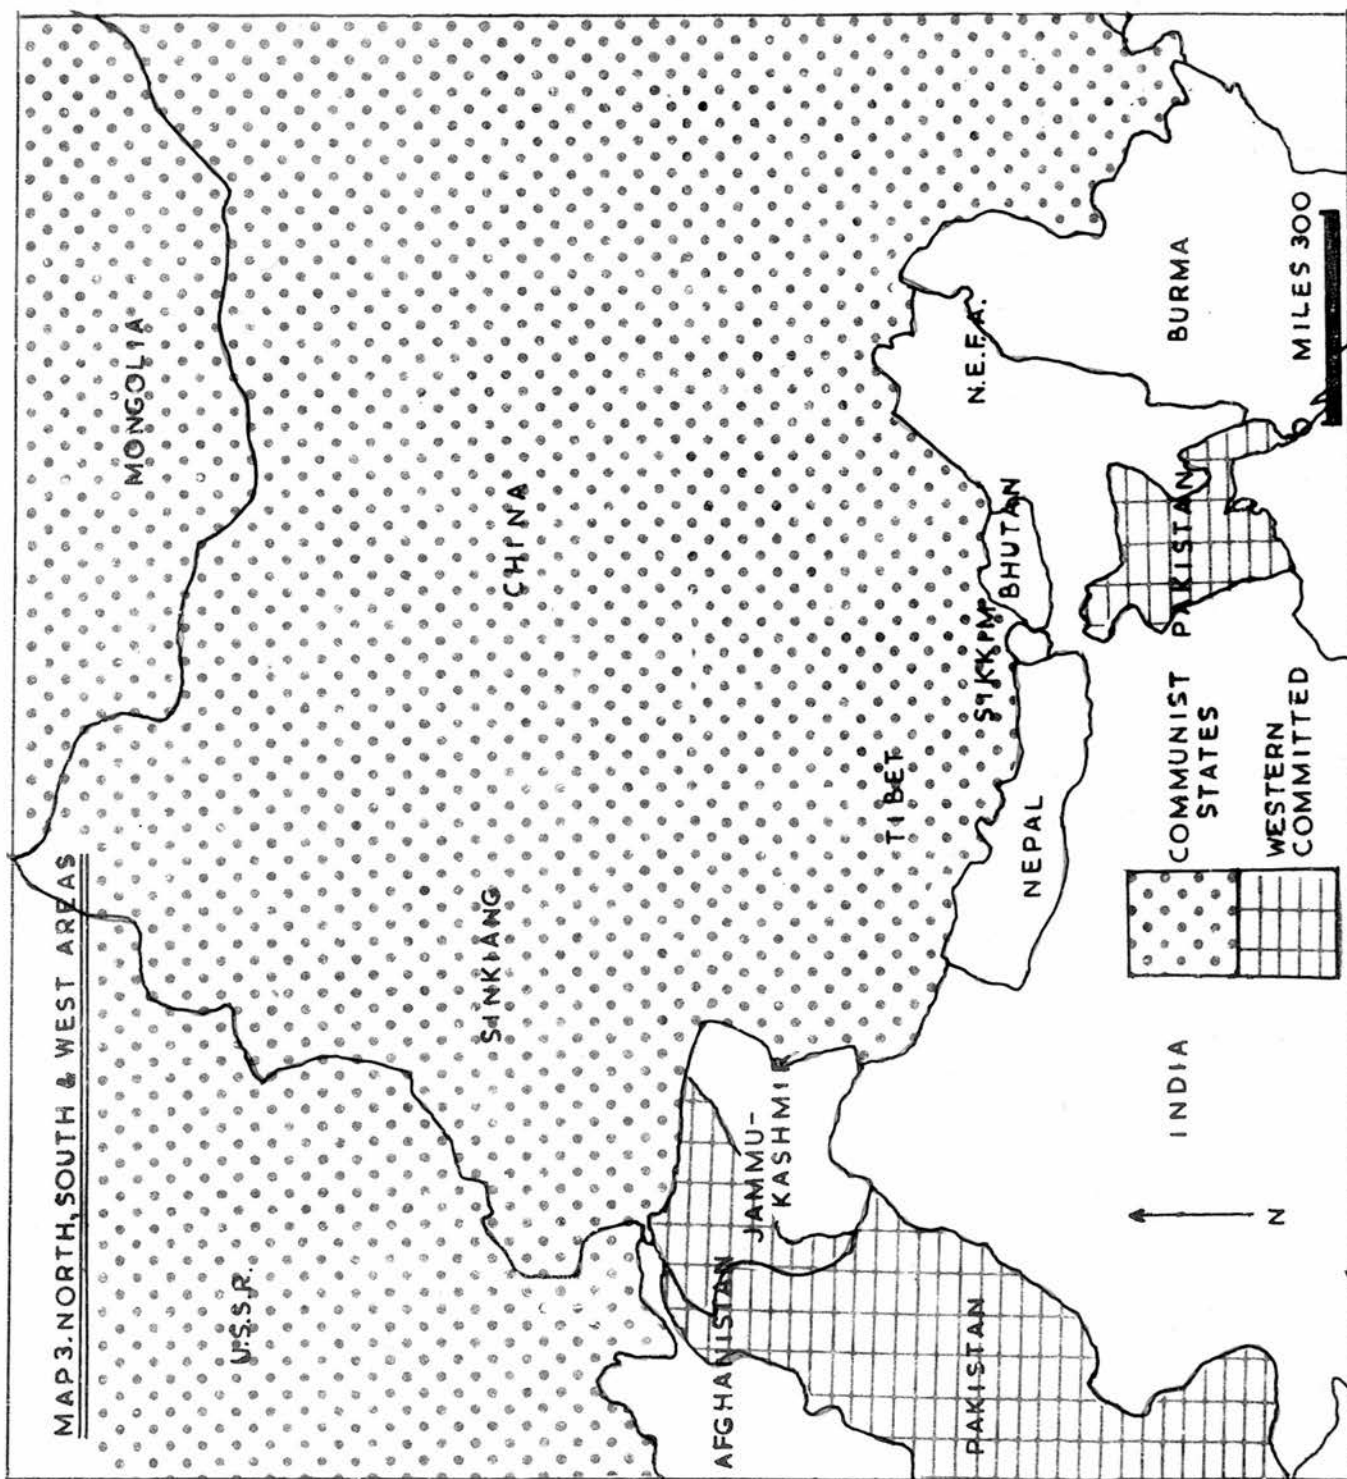 MAP 3. NORTH, SOUTH & WEST AREAS
MONGOLIA
U.S.S.R.
SINKIANG
CHINA
TIBET
AFGHANISTAN
JAMMU-
KASHMIR
PAKISTAN
NEPAL
SIKKIM
BHUTAN
N.E.F.A.
INDIA
PAKISTAN
BURMA
N
COMMUNIST
STATES
WESTERN
COMMITTED
MILES 300
0